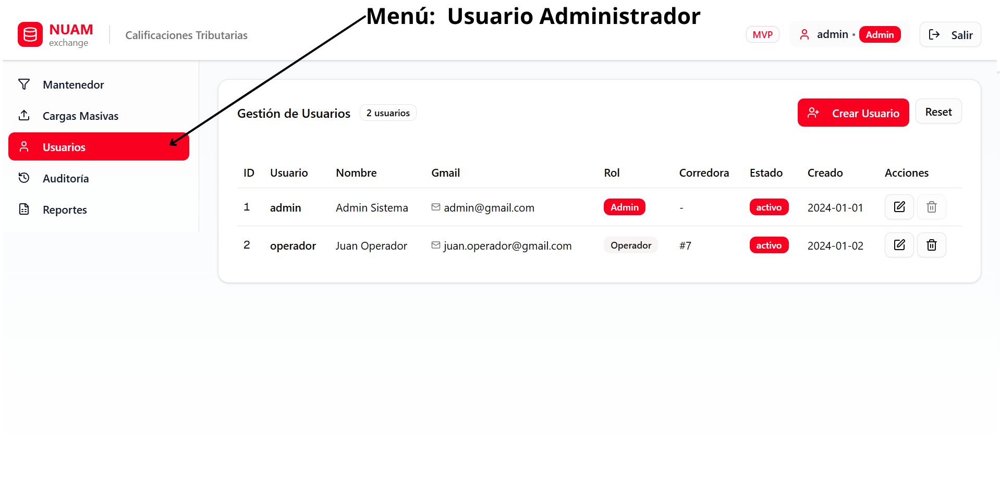 Menú:  Usuario Administrador
NUAM
exchange
Calificaciones Tributarias
MVP
admin • Admin
Salir
Mantenedor
Cargas Masivas
Usuarios
Auditoría
Reportes
Gestión de Usuarios 2 usuarios
Crear Usuario
Reset
ID Usuario Nombre Gmail Rol Corredora Estado Creado Acciones
1 admin Admin Sistema admin@gmail.com Admin - activo 2024-01-01
2 operador Juan Operador juan.operador@gmail.com Operador #7 activo 2024-01-02